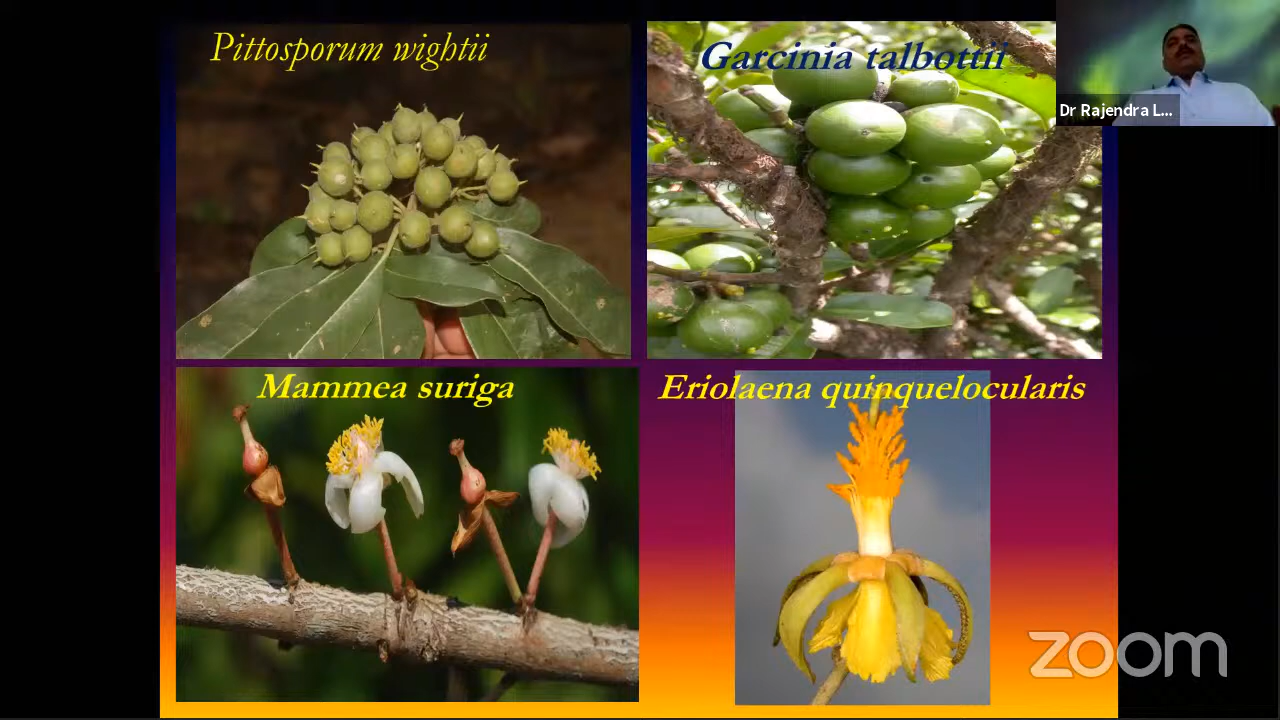 Pittosporum wightii
Garcinia talbottii
Dr Rajendra L...
Mammea suriga
Eriolaena quinquelocularis
zoom